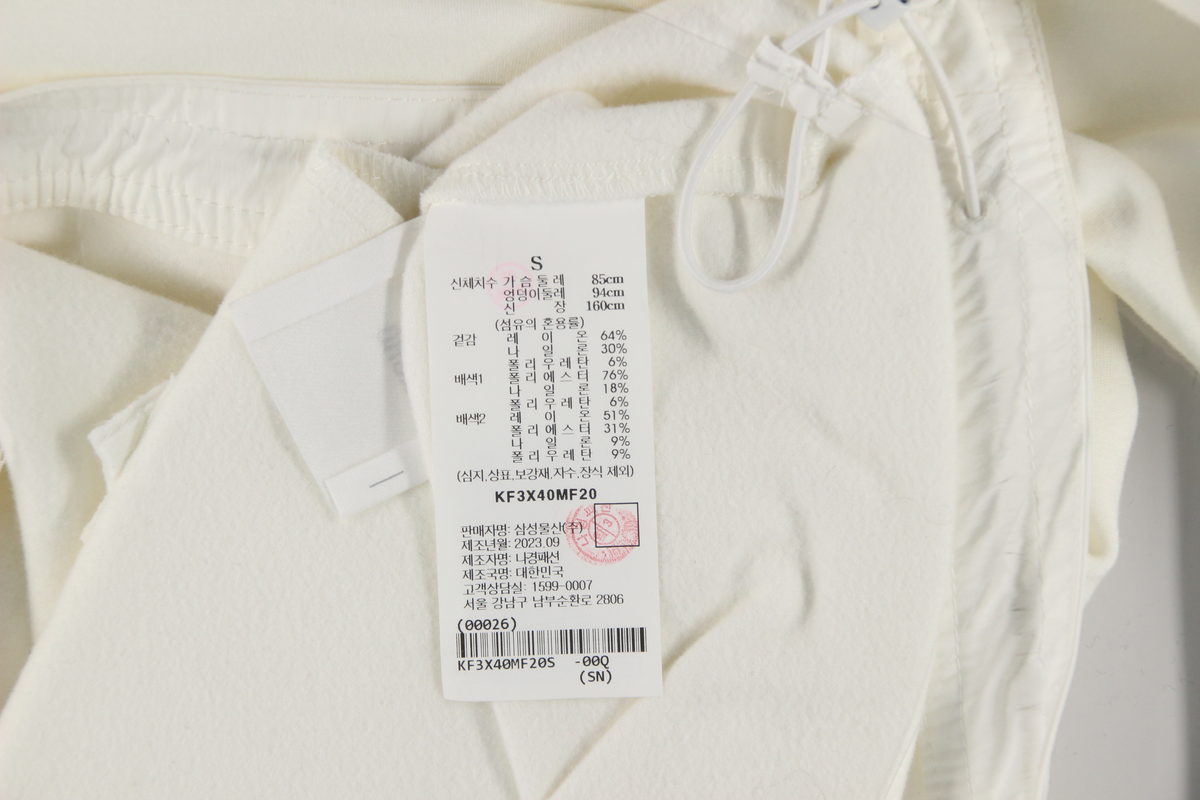 S
신체치수 가슴둘레 85cm
엉덩이둘레 94cm
신 장 160cm
(섬유의 혼용률)
겉감 레 이 온 64%
나 일 론 30%
폴리우레탄 6%
배색1 폴리에스터 76%
나 일 론 18%
폴리우레탄 6%
배색2 레 이 온 51%
폴리에스터 31%
나 일 론 9%
폴리우레탄 9%
(심지,상표,보강재,자수,장식 제외)
KF3X40MF20
판매자명: 삼성물산(주)
제조년월: 2023.09
제조자명: 나경패션
제조국명: 대한민국
고객상담실: 1599-0007
서울 강남구 남부순환로 2806
(00026)
KF3X40MF20S -00Q
(SN)